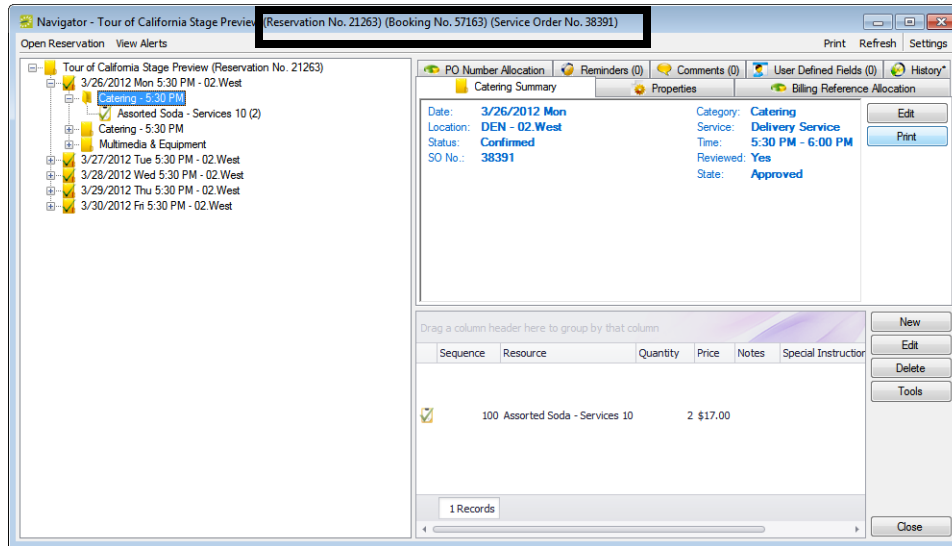 Navigator - Tour of California Stage Preview (Reservation No. 21263) (Booking No. 57163) (Service Order No. 38391)
Open Reservation View Alerts Print Refresh Settings
Tour of California Stage Preview (Reservation No. 21263)
3/26/2012 Mon 5:30 PM - 02.West
Catering - 5:30 PM
Assorted Soda - Services 10 (2)
Catering - 5:30 PM
Multimedia & Equipment
3/27/2012 Tue 5:30 PM - 02.West
3/28/2012 Wed 5:30 PM - 02.West
3/29/2012 Thu 5:30 PM - 02.West
3/30/2012 Fri 5:30 PM - 02.West
PO Number Allocation Reminders (0) Comments (0) User Defined Fields (0) History*
Catering Summary Properties Billing Reference Allocation
Date: 3/26/2012 Mon Category: Catering
Location: DEN - 02.West Service: Delivery Service
Status: Confirmed Time: 5:30 PM - 6:00 PM
SO No.: 38391 Reviewed: Yes
State: Approved
Edit
Print
Drag a column header here to group by that column
Sequence Resource Quantity Price Notes Special Instruction
100 Assorted Soda - Services 10 2 $17.00
1 Records
New
Edit
Delete
Tools
Close